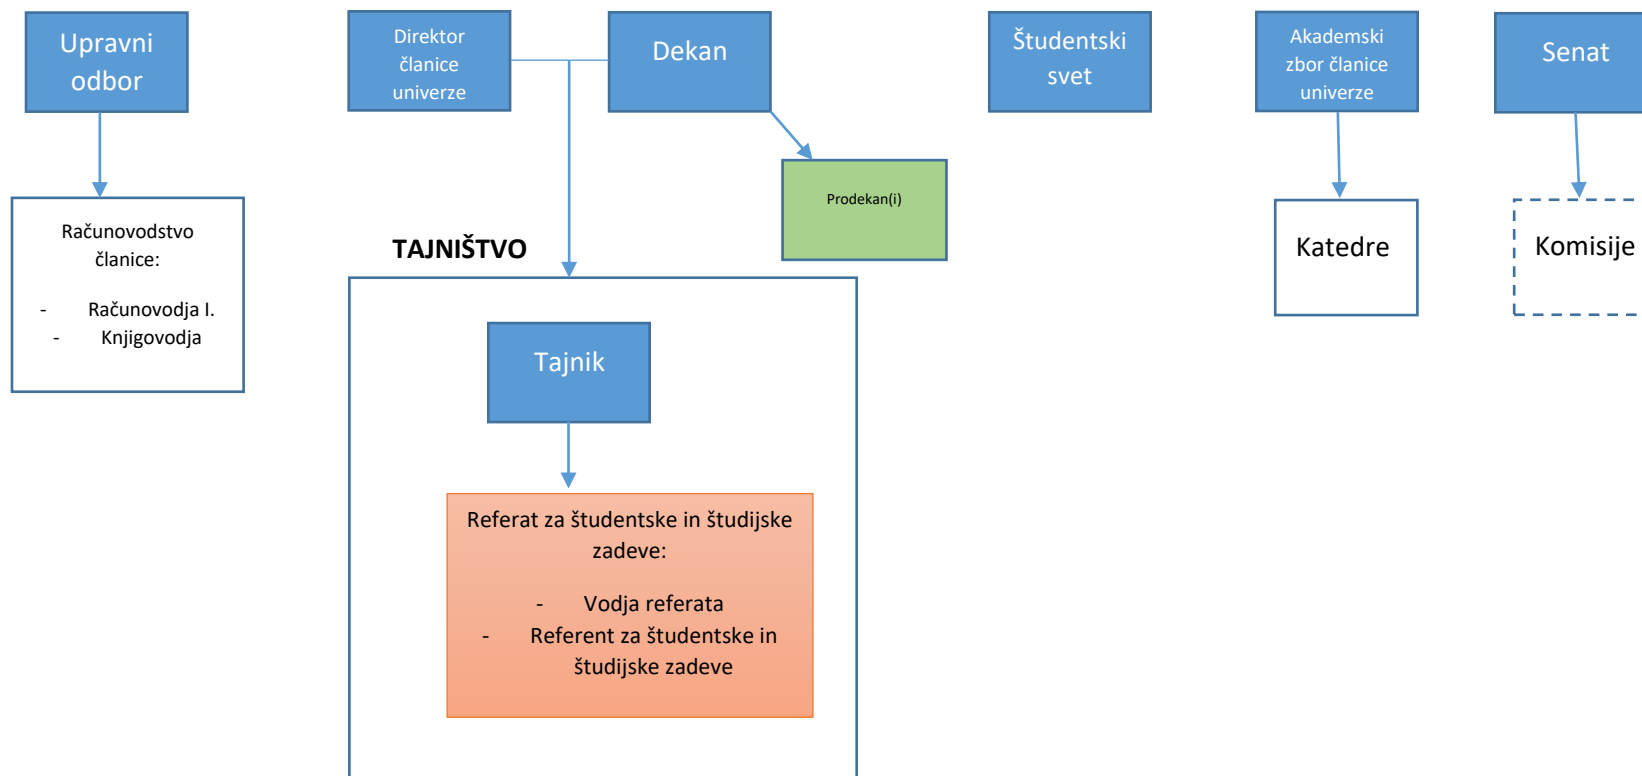 Upravni
odbor
Direktor
članice
univerze
Dekan
Študentski
svet
Akademski
zbor članice
univerze
Senat
Prodekan(i)
Računovodstvo
članice:
- Računovodja I.
- Knjigovodja
TAJNIŠTVO
Katedre
Komisije
Tajnik
Referat za študentske in študijske
zadeve:
- Vodja referata
- Referent za študentske in
študijske zadeve